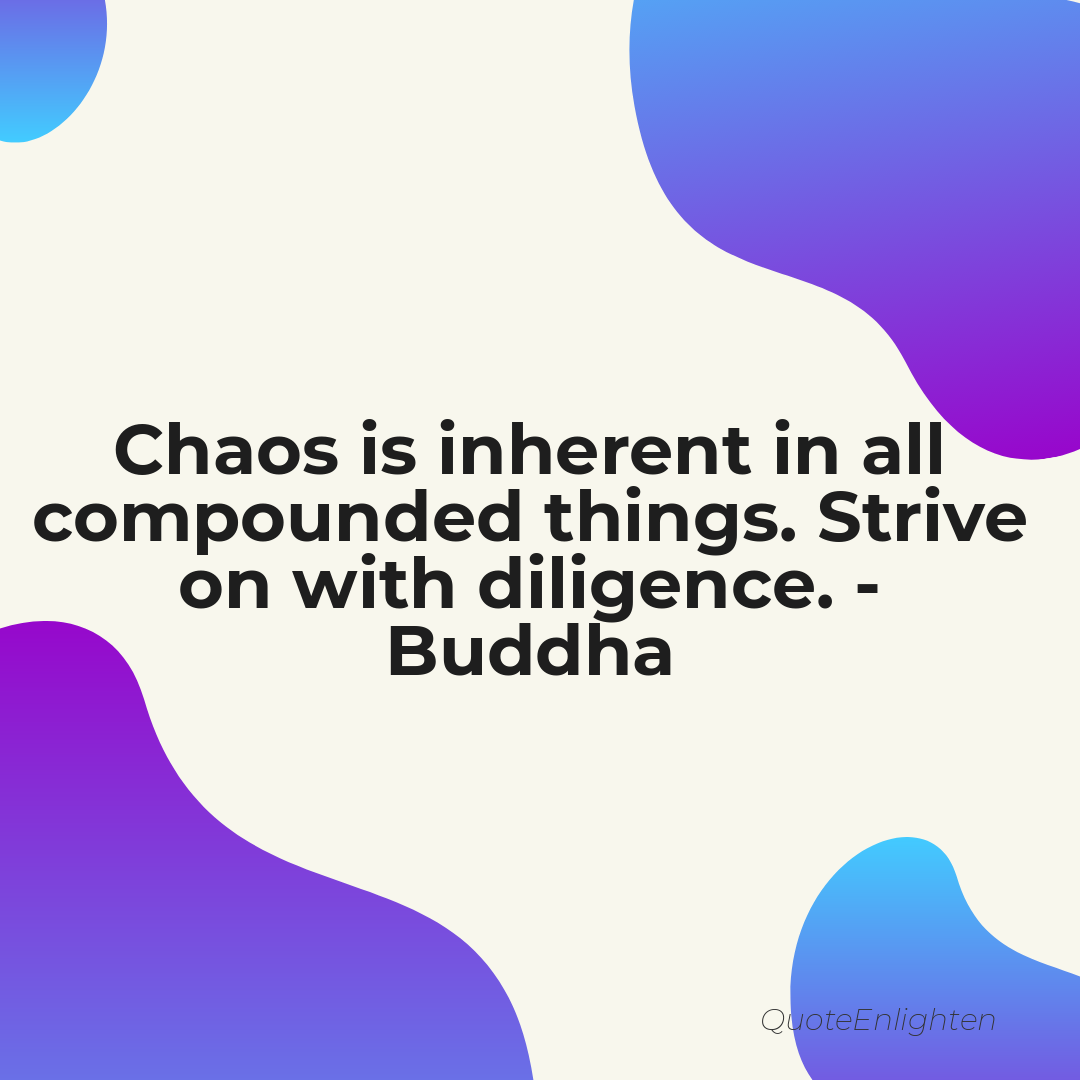 Chaos is inherent in all
compounded things. Strive
on with diligence. -
Buddha
QuoteEnlighten